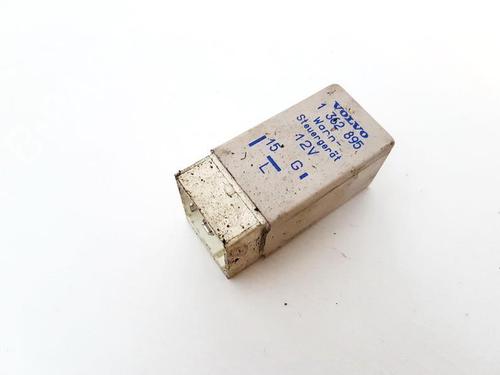 VOLVO
1 362 895
Warn-
Steuergerät
12V
15 G
L